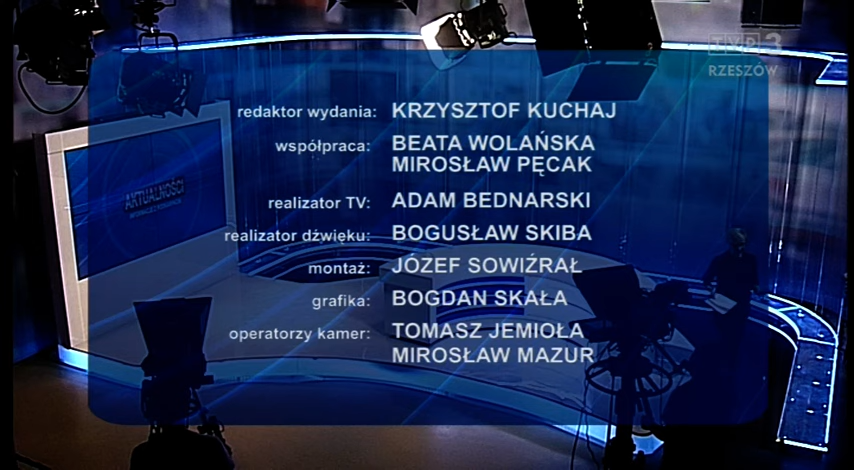 TVP3
RZESZÓW
redaktor wydania: KRZYSZTOF KUCHAJ
współpraca: BEATA WOLAŃSKA
MIROSŁAW PĘCAK
realizator TV: ADAM BEDNARSKI
realizator dźwięku: BOGUSŁAW SKIBA
montaż: JÓZEF SOWIŹRAŁ
grafika: BOGDAN SKAŁA
operatorzy kamer: TOMASZ JEMIOŁA
MIROSŁAW MAZUR
AKTUALNOŚCI